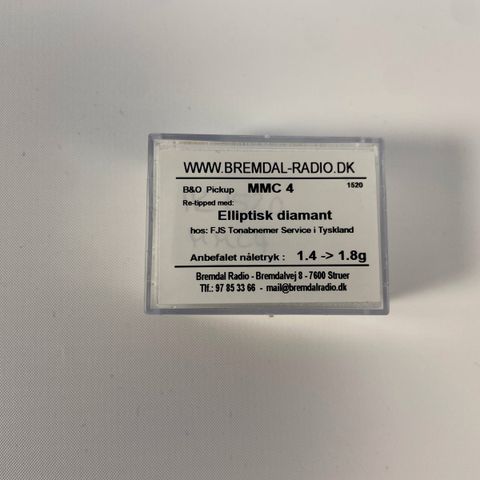 WWW.BREMDAL-RADIO.DK
B&O Pickup MMC 4 1520
Re-tipped med:
Elliptisk diamant
hos: FJS Tonabnemer Service i Tyskland
Anbefalet nåletryk : 1.4 -> 1.8g
Bremdal Radio - Bremdalvej 8 - 7600 Struer
Tlf.: 97 85 33 66 - mail@bremdalradio.dk